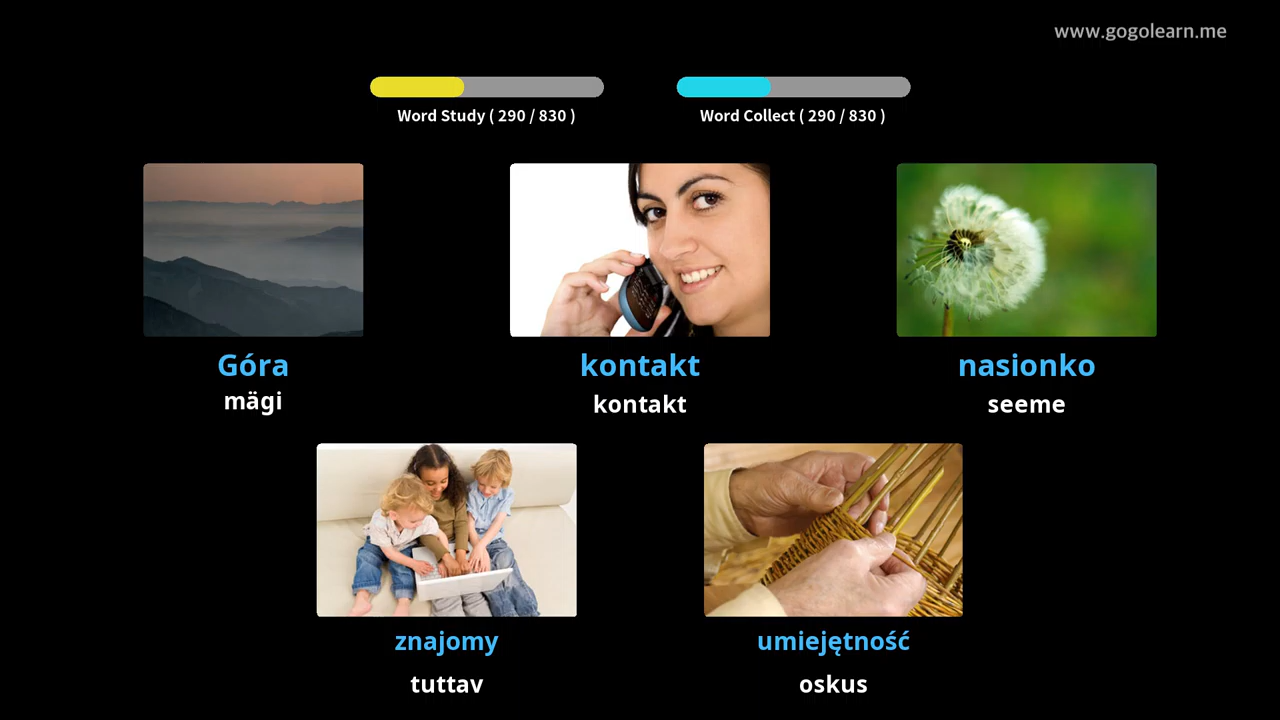 www.gogolearn.me
Word Study ( 290 / 830 )
Word Collect ( 290 / 830 )
Góra
mägi
kontakt
kontakt
nasionko
seeme
znajomy
tuttav
umiejętność
oskus